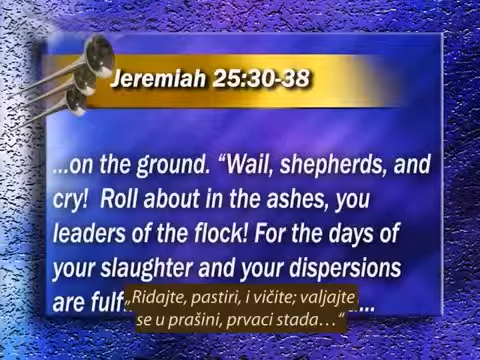 Jeremiah 25:30-38
...on the ground. “Wail, shepherds, and
cry! Roll about in the ashes, you
leaders of the flock! For the days of
your slaughter and your dispersions
are fulf
„Ridajte, pastiri, i vičite; valjajte
se u prašini, prvaci stada…“